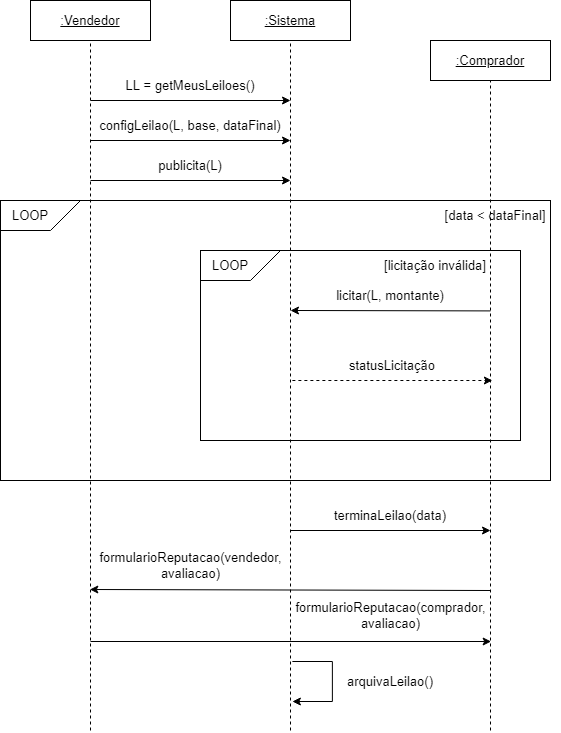 :Vendedor
:Sistema
:Comprador
LL = getMeusLeiloes()
configLeilao(L, base, dataFinal)
publicita(L)
LOOP
[data < dataFinal]
LOOP
[licitação inválida]
licitar(L, montante)
statusLicitação
terminaLeilao(data)
formularioReputacao(vendedor,
avaliacao)
formularioReputacao(comprador,
avaliacao)
arquivaLeilao()